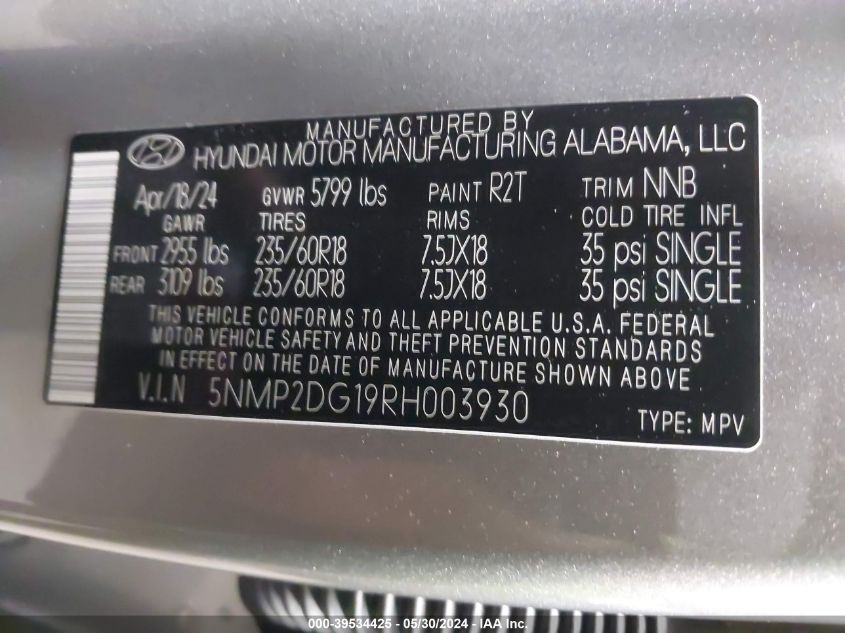 MANUFACTURED BY
HYUNDAI MOTOR MANUFACTURING ALABAMA, LLC
Apr/18/24 GVWR 5799 lbs PAINT R2T TRIM NNB
GAWR TIRES RIMS COLD TIRE INFL
FRONT 2955 lbs 235/60R18 7.5JX18 35 psi SINGLE
REAR 3109 lbs 235/60R18 7.5JX18 35 psi SINGLE
THIS VEHICLE CONFORMS TO ALL APPLICABLE U.S.A. FEDERAL
MOTOR VEHICLE SAFETY AND THEFT PREVENTION STANDARDS
IN EFFECT ON THE DATE OF MANUFACTURE SHOWN ABOVE
V.I.N 5NMP2DG19RH003930
TYPE: MPV
000-39534425 - 05/30/2024 - IAA Inc.